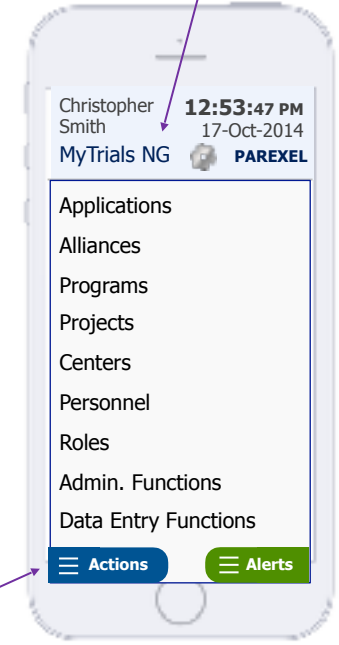 Christopher Smith
12:53:47 PM
17-Oct-2014
MyTrials NG
PAREXEL
Applications
Alliances
Programs
Projects
Centers
Personnel
Roles
Admin. Functions
Data Entry Functions
Actions
Alerts